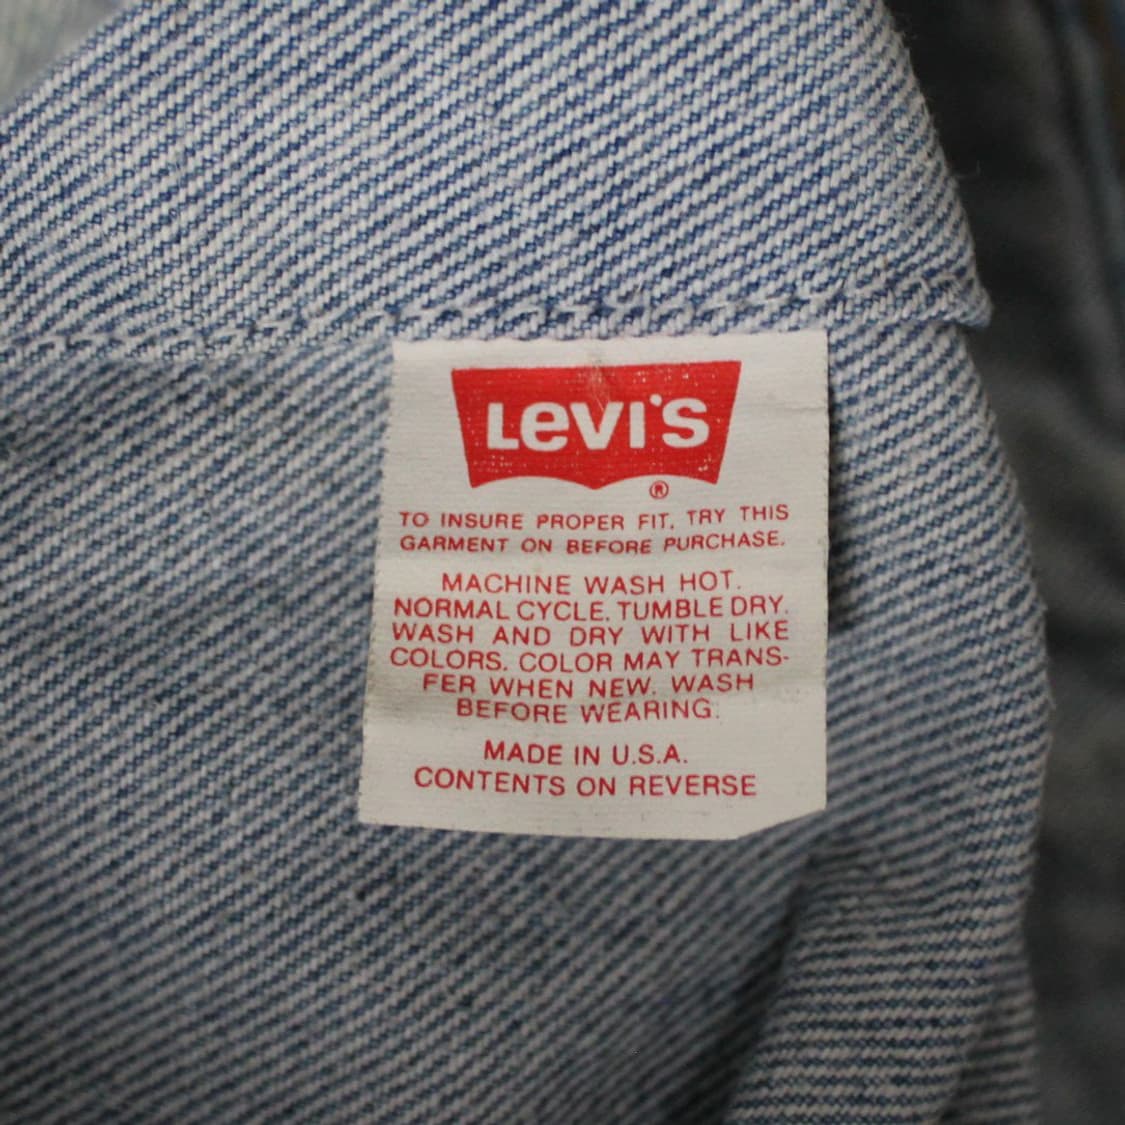 LEVI'S
®
TO INSURE PROPER FIT, TRY THIS
GARMENT ON BEFORE PURCHASE.
MACHINE WASH HOT.
NORMAL CYCLE. TUMBLE DRY.
WASH AND DRY WITH LIKE
COLORS. COLOR MAY TRANS-
FER WHEN NEW. WASH
BEFORE WEARING.
MADE IN U.S.A.
CONTENTS ON REVERSE